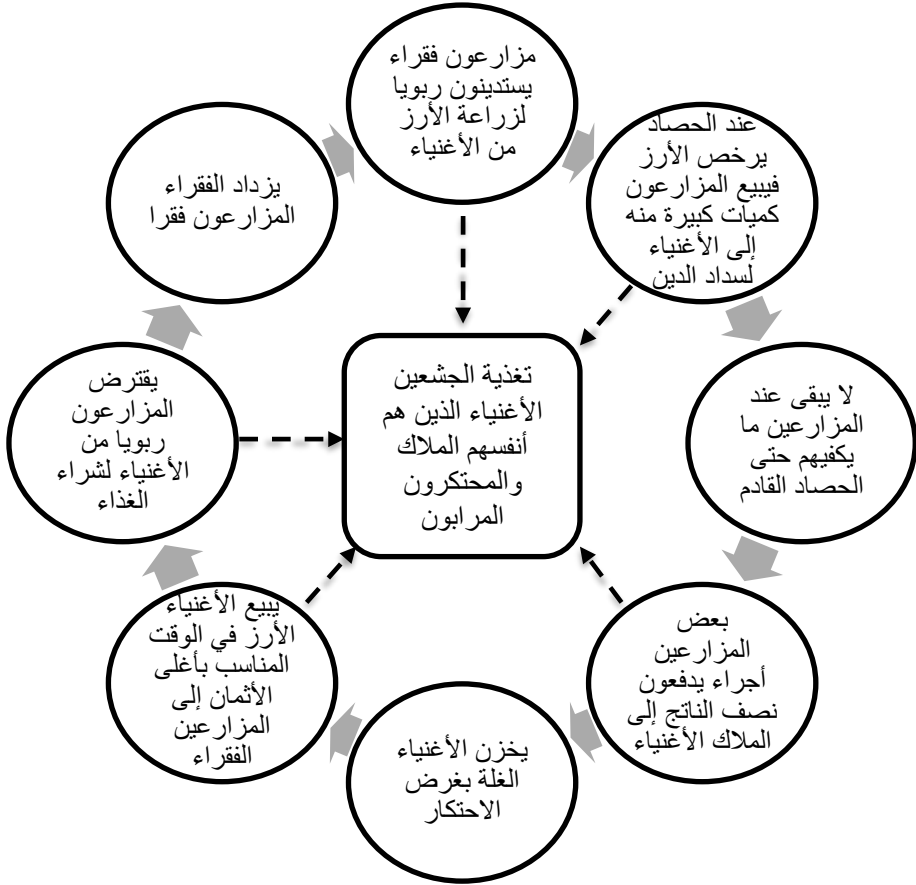 مزارعون فقراء
يستدينون ربويا
لزراعة الأرز
من الأغنياء
عند الحصاد
يرخص الأرز
فيبيع المزارعون
كميات كبيرة منه
إلى الأغنياء
لسداد الدين
لا يبقى عند
المزارعين ما
يكفيهم حتى
الحصاد القادم
بعض
المزارعين
أجراء يدفعون
نصف الناتج إلى
الملاك الأغنياء
يخزن الأغنياء
الغلة بغرض
الاحتكار
يبيع الأغنياء
الأرز في الوقت
المناسب بأغلى
الأثمان إلى
المزارعين
الفقراء
يقترض
المزارعون
ربويا من
الأغنياء لشراء
الغذاء
يزداد الفقراء
المزارعون فقرا
تغذية الجشعين
الأغنياء الذين هم
أنفسهم الملاك
والمحتكرون
المرابون